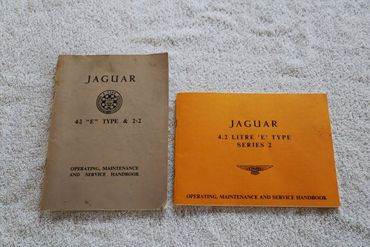 JAGUAR
4·2 "E" TYPE & 2+2
OPERATING, MAINTENANCE
AND SERVICE HANDBOOK
JAGUAR
4.2 LITRE 'E' TYPE
SERIES 2
OPERATING, MAINTENANCE AND SERVICE HANDBOOK